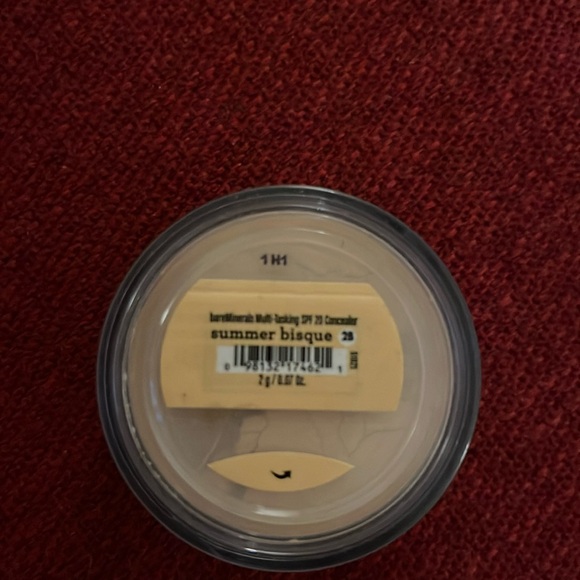 1H1
bareMinerals Multi-Tasking SPF 20 Concealer
summer bisque 2B
0 98132 17462 1
2 g / 0.07 Oz.